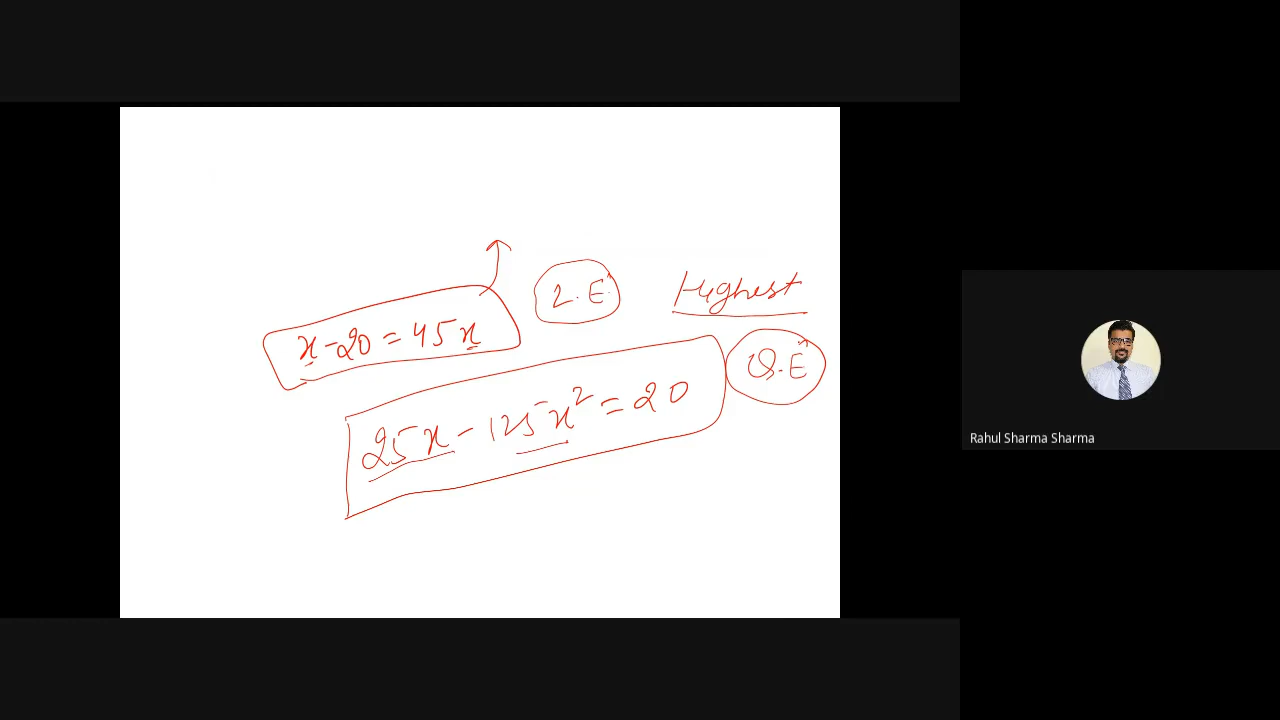 L.E
Highest
x - 20 = 45x
Q.E
25x - 125x² = 20
Rahul Sharma Sharma